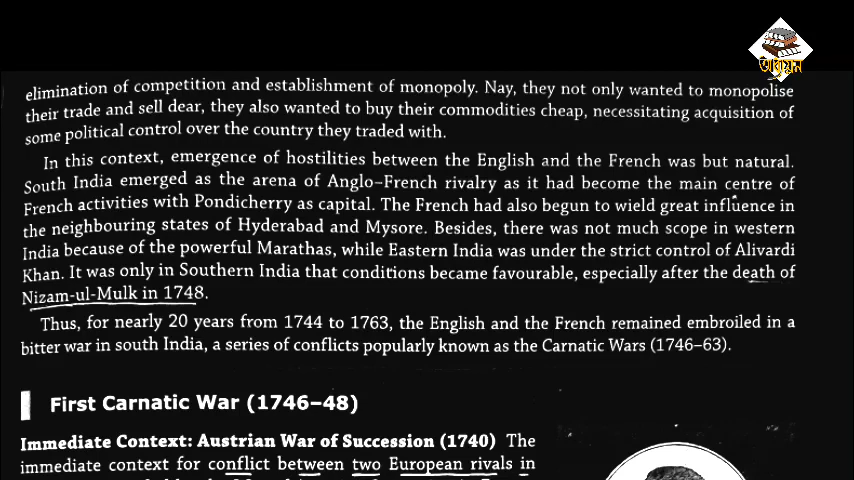 অধ্যয়ন
elimination of competition and establishment of monopoly. Nay, they not only wanted to monopolise
their trade and sell dear, they also wanted to buy their commodities cheap, necessitating acquisition of
some political control over the country they traded with.
In this context, emergence of hostilities between the English and the French was but natural.
South India emerged as the arena of Anglo–French rivalry as it had become the main centre of
French activities with Pondicherry as capital. The French had also begun to wield great influence in
the neighbouring states of Hyderabad and Mysore. Besides, there was not much scope in western
India because of the powerful Marathas, while Eastern India was under the strict control of Alivardi
Khan. It was only in Southern India that conditions became favourable, especially after the death of
Nizam-ul-Mulk in 1748.
Thus, for nearly 20 years from 1744 to 1763, the English and the French remained embroiled in a
bitter war in south India, a series of conflicts popularly known as the Carnatic Wars (1746–63).
First Carnatic War (1746–48)
Immediate Context: Austrian War of Succession (1740) The
immediate context for conflict between two European rivals in